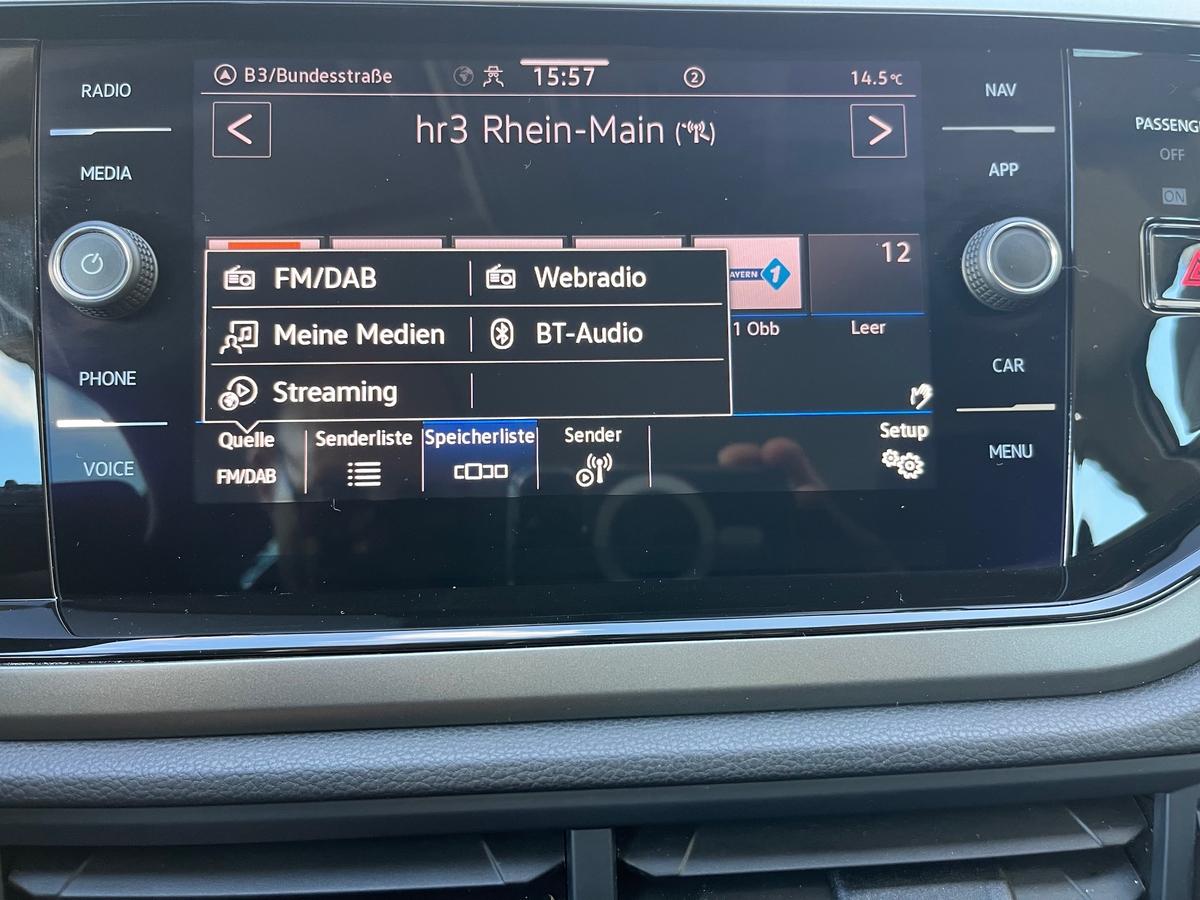 RADIO
MEDIA
PHONE
VOICE
B3/Bundesstraße
15:57
2
14.5°C
<
hr3 Rhein-Main
>
12
FM/DAB
Webradio
AYERN 1
Meine Medien
BT-Audio
1 Obb
Leer
Streaming
Quelle
FM/DAB
Senderliste
Speicherliste
Sender
Setup
NAV
APP
CAR
MENU
PASSENG
OFF
ON